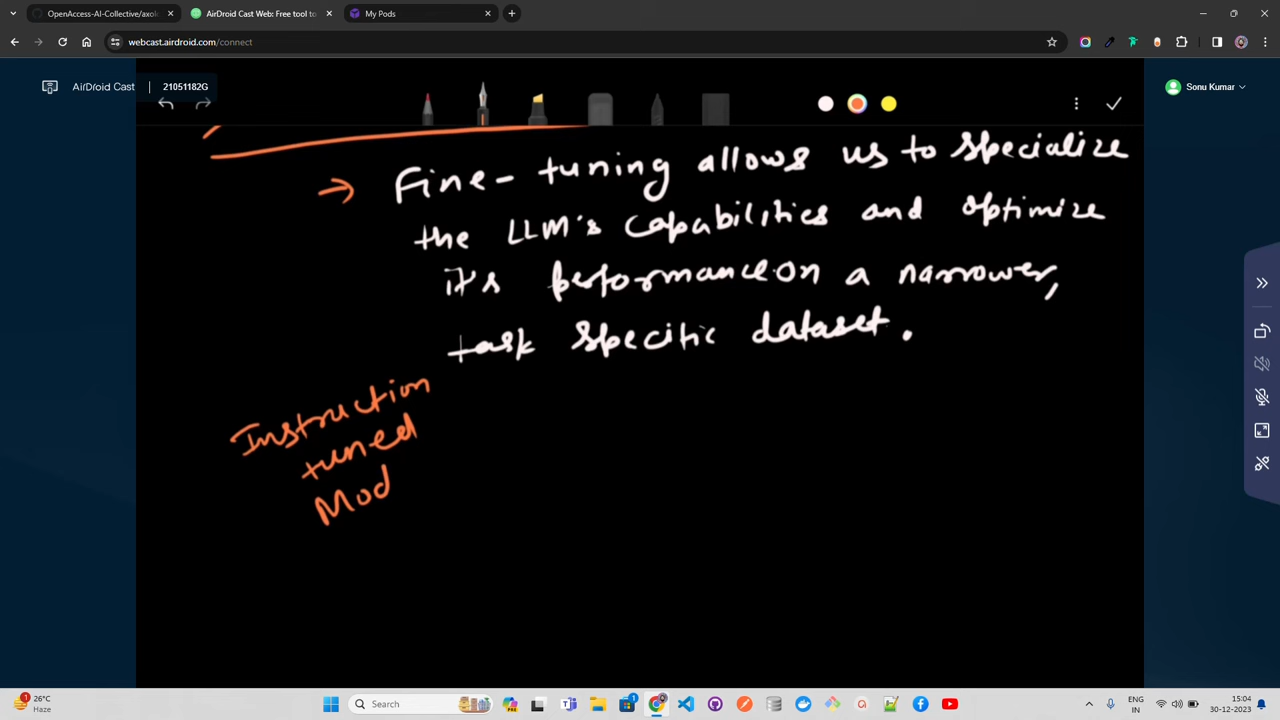 OpenAccess-AI-Collective/axol
AirDroid Cast Web: Free tool to
My Pods
webcast.airdroid.com/connect
AirDroid Cast
21051182G
Sonu Kumar
→ Fine-tuning allows us to specialize
the LLM's capabilities and optimize
it's performance on a narrower,
task specific dataset.
Instruction
tuned
Mod
1
26°C
Haze
Search
1
ENG
IN
15:04
30-12-2023